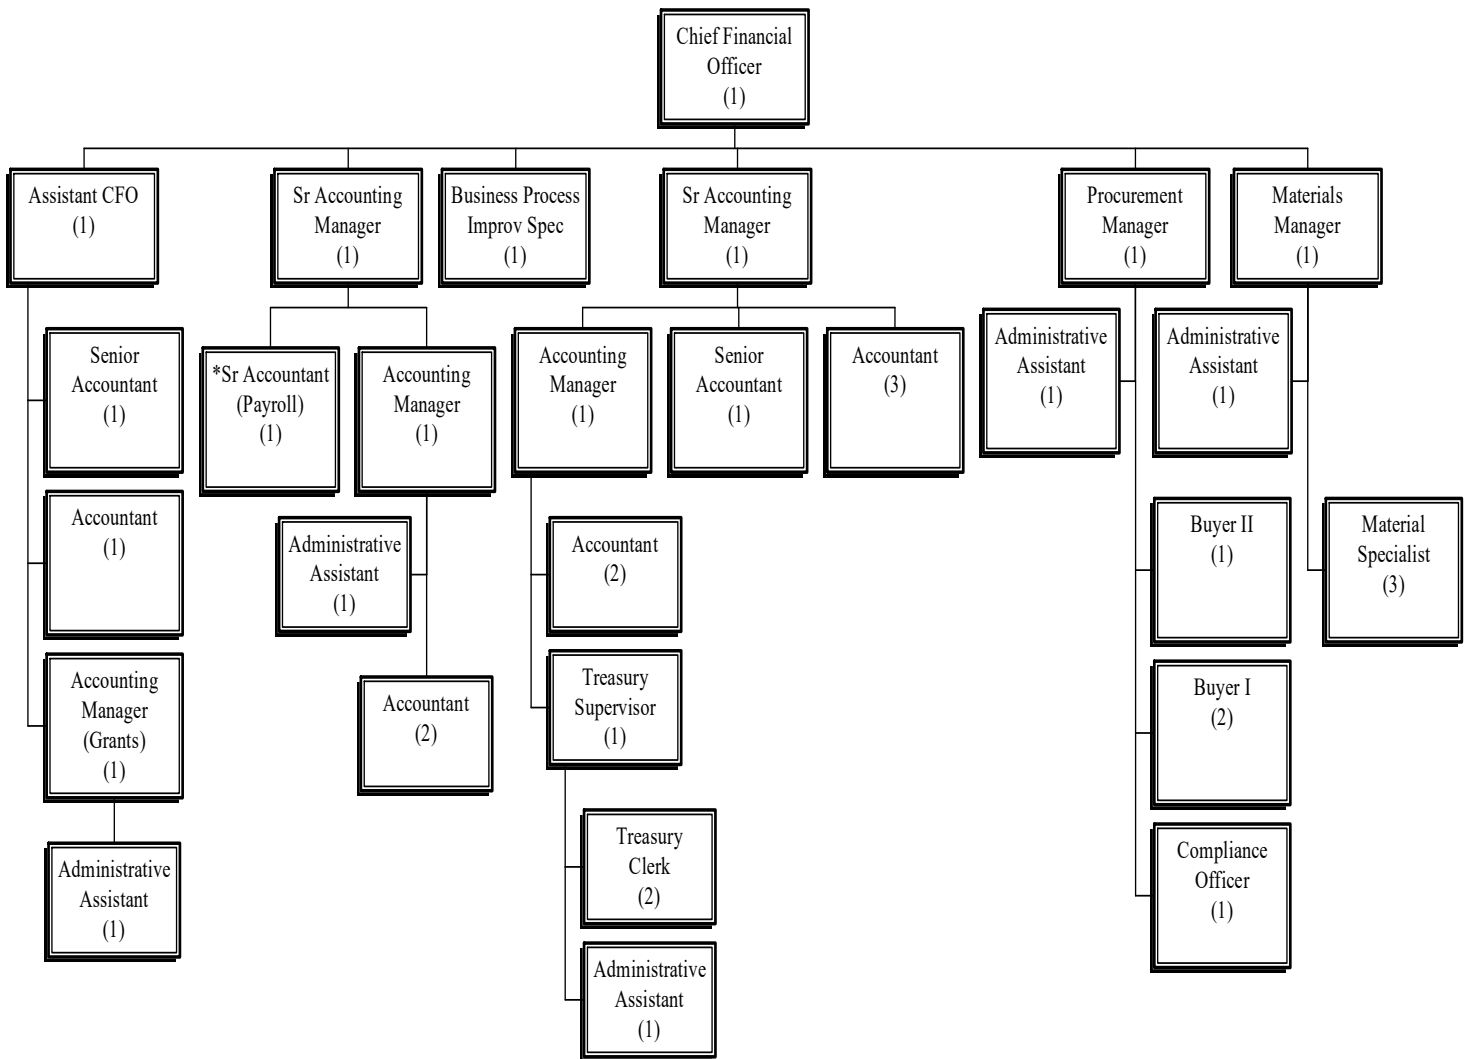 Chief Financial
Officer
(1)
Assistant CFO
(1)
Sr Accounting
Manager
(1)
Business Process
Improv Spec
(1)
Sr Accounting
Manager
(1)
Procurement
Manager
(1)
Materials
Manager
(1)
Senior
Accountant
(1)
Accountant
(1)
Accounting
Manager
(Grants)
(1)
Administrative
Assistant
(1)
*Sr Accountant
(Payroll)
(1)
Accounting
Manager
(1)
Administrative
Assistant
(1)
Accountant
(2)
Accounting
Manager
(1)
Senior
Accountant
(1)
Accountant
(3)
Accountant
(2)
Treasury
Supervisor
(1)
Treasury
Clerk
(2)
Administrative
Assistant
(1)
Administrative
Assistant
(1)
Buyer II
(1)
Buyer I
(2)
Compliance
Officer
(1)
Administrative
Assistant
(1)
Material
Specialist
(3)